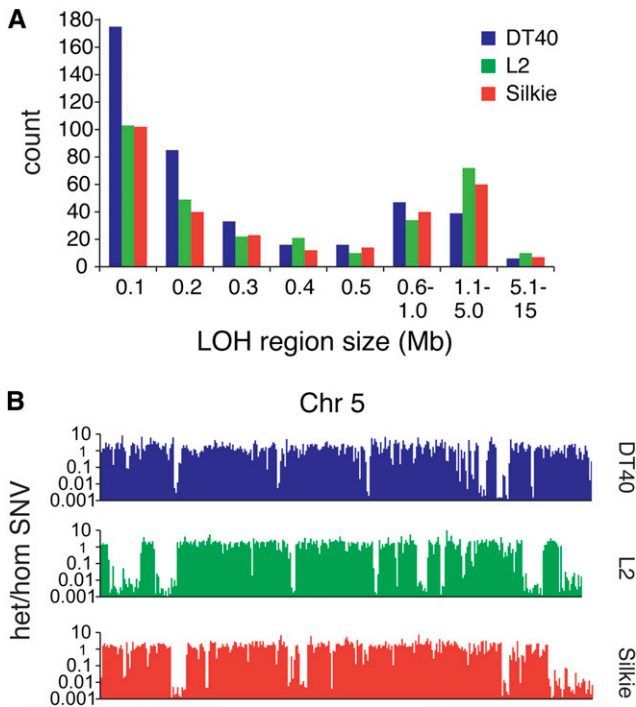 A
180
160
140
120
100
80
60
40
20
0
count
DT40
L2
Silkie
0.1 0.2 0.3 0.4 0.5 0.6-1.0 1.1-5.0 5.1-15
LOH region size (Mb)
B
Chr 5
het/hom SNV
10
1
0.1
0.01
0.001
DT40
10
1
0.1
0.01
0.001
L2
10
1
0.1
0.01
0.001
Silkie